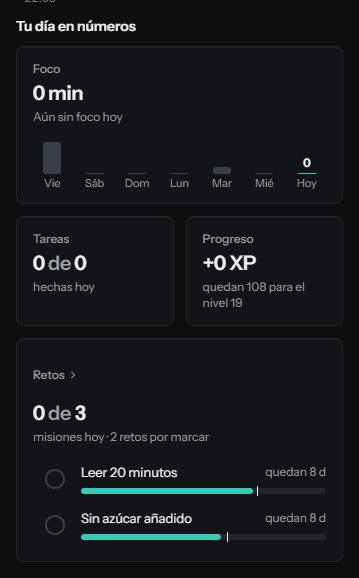 Tu día en números
Foco
0 min
Aún sin foco hoy
0
Vie Sáb Dom Lun Mar Mié Hoy
Tareas
0 de 0
hechas hoy
Progreso
+0 XP
quedan 108 para el
nivel 19
Retos >
0 de 3
misiones hoy · 2 retos por marcar
Leer 20 minutos quedan 8 d
Sin azúcar añadido quedan 8 d